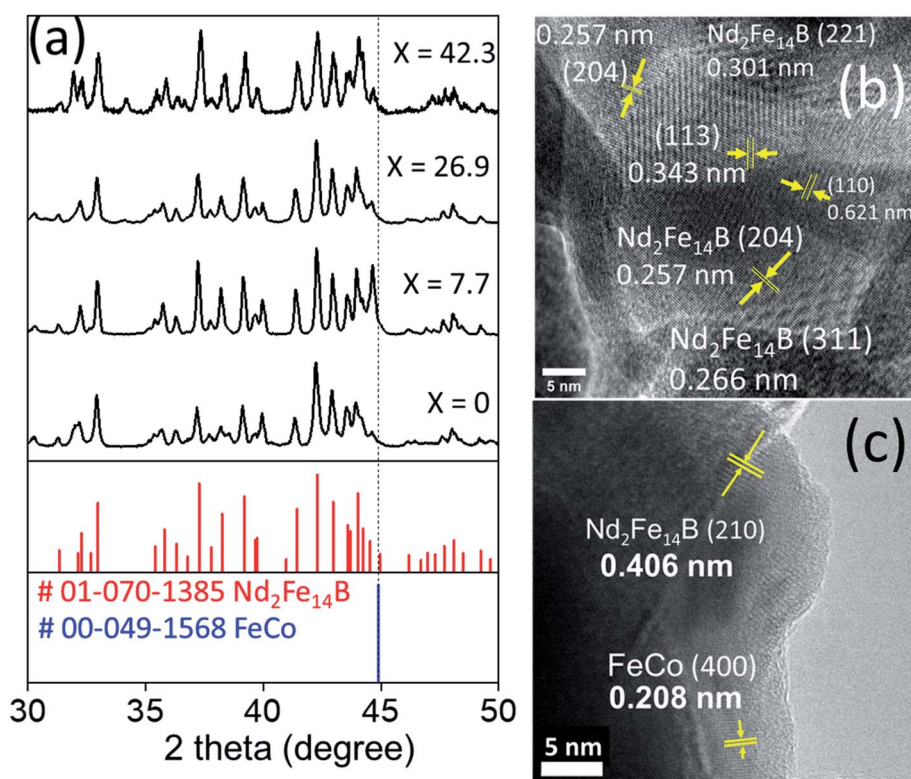 (a)
X = 42.3
X = 26.9
X = 7.7
X = 0
# 01-070-1385 Nd₂Fe₁₄B
# 00-049-1568 FeCo
30 35 40 45 50
2 theta (degree)
0.257 nm
(204)
Nd₂Fe₁₄B (221)
0.301 nm
(b)
(113)
0.343 nm
(110)
0.621 nm
Nd₂Fe₁₄B (204)
0.257 nm
Nd₂Fe₁₄B (311)
0.266 nm
5 nm
(c)
Nd₂Fe₁₄B (210)
0.406 nm
FeCo (400)
0.208 nm
5 nm